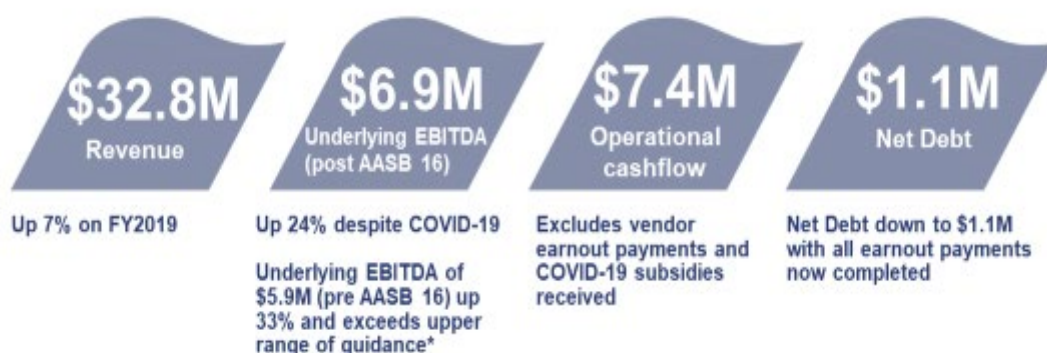 $32.8M
Revenue
Up 7% on FY2019
$6.9M
Underlying EBITDA
(post AASB 16)
Up 24% despite COVID-19
Underlying EBITDA of
$5.9M (pre AASB 16) up
33% and exceeds upper
range of guidance*
$7.4M
Operational
cashflow
Excludes vendor
earnout payments and
COVID-19 subsidies
received
$1.1M
Net Debt
Net Debt down to $1.1M
with all earnout payments
now completed